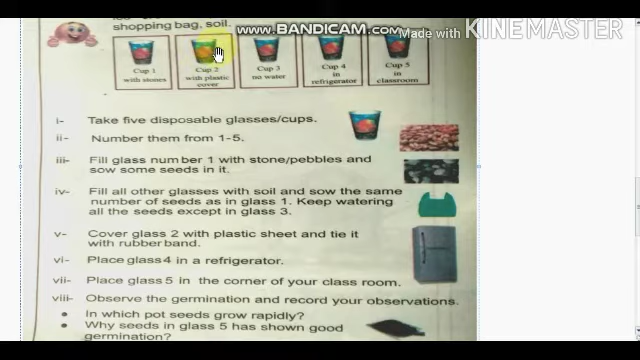 shopping bag, soil.
www.BANDICAM.com
Made with KINEMASTER
Cup 1
with stones
Cup 2
with plastic
cover
Cup 3
no water
Cup 4
in
refrigerator
Cup 5
in
classroom
i- Take five disposable glasses/cups.
ii- Number them from 1-5.
iii- Fill glass number 1 with stone/pebbles and
sow some seeds in it.
iv- Fill all other glasses with soil and sow the same
number of seeds as in glass 1. Keep watering
all the seeds except in glass 3.
v- Cover glass 2 with plastic sheet and tie it
with rubber band.
vi- Place glass 4 in a refrigerator.
vii- Place glass 5 in the corner of your class room.
viii- Observe the germination and record your observations.
• In which pot seeds grow rapidly?
• Why seeds in glass 5 has shown good
germination?